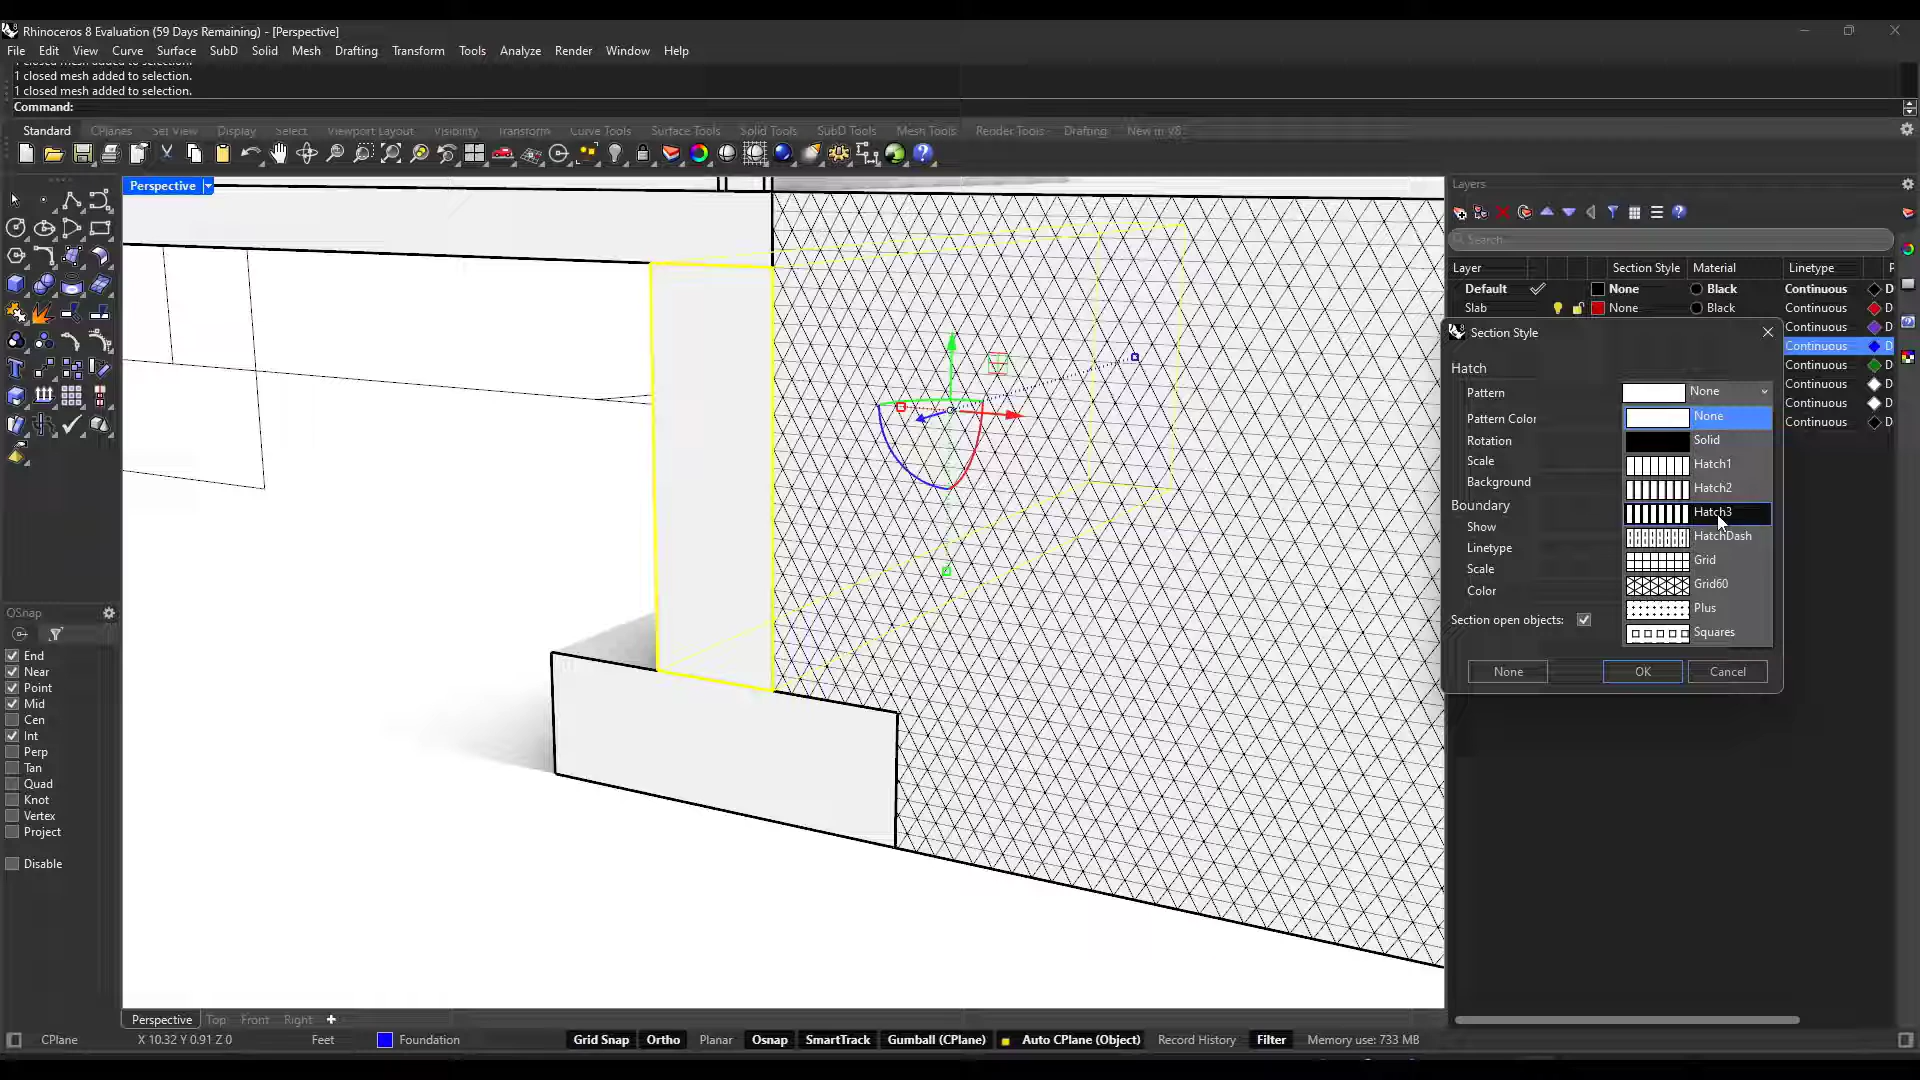 Rhinoceros 8 Evaluation (59 Days Remaining) - [Perspective]
File Edit View Curve Surface SubD Solid Mesh Drafting Transform Tools Analyze Render Window Help
1 closed mesh added to selection.
1 closed mesh added to selection.
1 closed mesh added to selection.
Command:
Standard CPlanes Set View Display Select Viewport Layout Visibility Transform Curve Tools Surface Tools Solid Tools SubD Tools Mesh Tools Render Tools Drafting New in V8
Perspective
Layers
Search
Layer Section Style Material Linetype P
Default None Black Continuous D
Slab None Black Continuous D
Continuous D
Continuous D
Continuous D
Continuous D
Continuous D
Continuous D
Section Style
Hatch
Pattern None
Pattern Color
Rotation
Scale
Background
Boundary
Show
Linetype
Scale
Color
Section open objects:
None
Solid
Hatch1
Hatch2
Hatch3
HatchDash
Grid
Grid60
Plus
Squares
None OK Cancel
OSnap
End
Near
Point
Mid
Cen
Int
Perp
Tan
Quad
Knot
Vertex
Project
Disable
Perspective Top Front Right
CPlane X 10.32 Y 0.91 Z 0 Feet Foundation Grid Snap Ortho Planar Osnap SmartTrack Gumball (CPlane) Auto CPlane (Object) Record History Filter Memory use: 733 MB